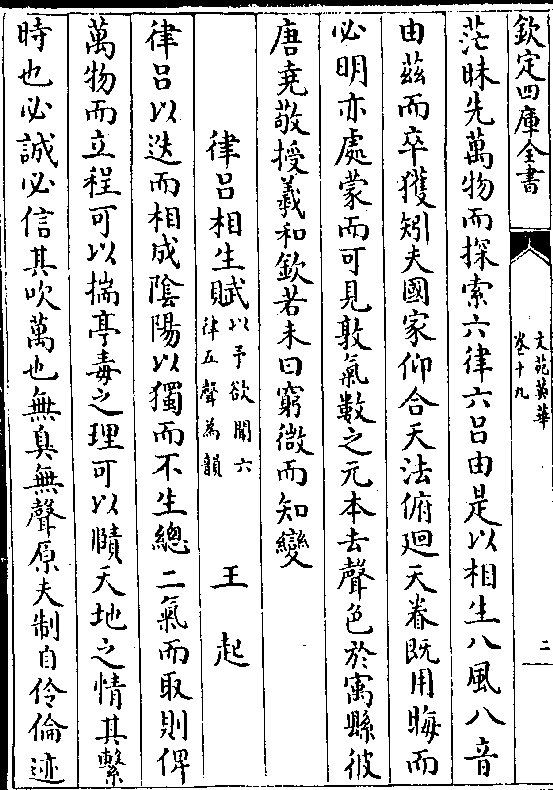 欽定四庫全書
文苑英華
卷十九
二
茫昧先萬物而探索六律六呂由是以相生八風八音
由茲而卒獲矧夫國家仰合天法俯廻天眷既用晦而
必明亦處蒙而可見敦氣數之元本去聲色於寓縣彼
唐堯敬授羲和欽若未曰窮微而知變
律呂相生賦以予欲聞六律五聲為韻
王起
律呂以迭而相成陰陽以獨而不生總二氣而取則俾
萬物而立程可以揣亭毒之理可以賾天地之情其繫
時也必誠必信其吹萬也無臭無聲原夫制自伶倫迹